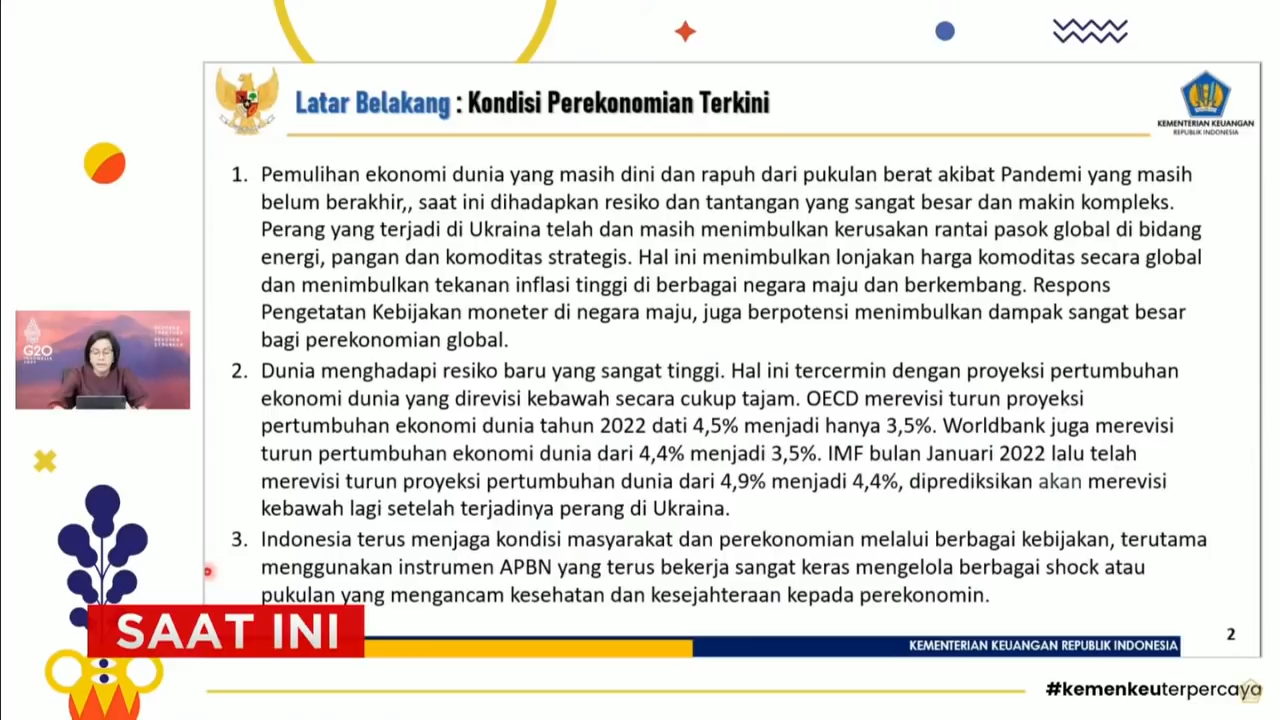 Latar Belakang : Kondisi Perekonomian Terkini
KEMENTERIAN KEUANGAN
REPUBLIK INDONESIA
1. Pemulihan ekonomi dunia yang masih dini dan rapuh dari pukulan berat akibat Pandemi yang masih
belum berakhir,, saat ini dihadapkan resiko dan tantangan yang sangat besar dan makin kompleks.
Perang yang terjadi di Ukraina telah dan masih menimbulkan kerusakan rantai pasok global di bidang
energi, pangan dan komoditas strategis. Hal ini menimbulkan lonjakan harga komoditas secara global
dan menimbulkan tekanan inflasi tinggi di berbagai negara maju dan berkembang. Respons
Pengetatan Kebijakan moneter di negara maju, juga berpotensi menimbulkan dampak sangat besar
bagi perekonomian global.
2. Dunia menghadapi resiko baru yang sangat tinggi. Hal ini tercermin dengan proyeksi pertumbuhan
ekonomi dunia yang direvisi kebawah secara cukup tajam. OECD merevisi turun proyeksi
pertumbuhan ekonomi dunia tahun 2022 dati 4,5% menjadi hanya 3,5%. Worldbank juga merevisi
turun pertumbuhan ekonomi dunia dari 4,4% menjadi 3,5%. IMF bulan Januari 2022 lalu telah
merevisi turun proyeksi pertumbuhan dunia dari 4,9% menjadi 4,4%, diprediksikan akan merevisi
kebawah lagi setelah terjadinya perang di Ukraina.
3. Indonesia terus menjaga kondisi masyarakat dan perekonomian melalui berbagai kebijakan, terutama
menggunakan instrumen APBN yang terus bekerja sangat keras mengelola berbagai shock atau
pukulan yang mengancam kesehatan dan kesejahteraan kepada perekonomin.
G20
SAAT INI
2
KEMENTERIAN KEUANGAN REPUBLIK INDONESIA
#kemenkeuterpercaya